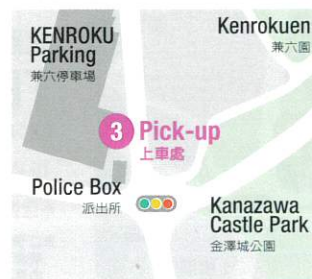 KENROKU
Parking
兼六停車場
Kenrokuen
兼六園
3 Pick-up
上車處
Police Box
派出所
Kanazawa
Castle Park
金澤城公園